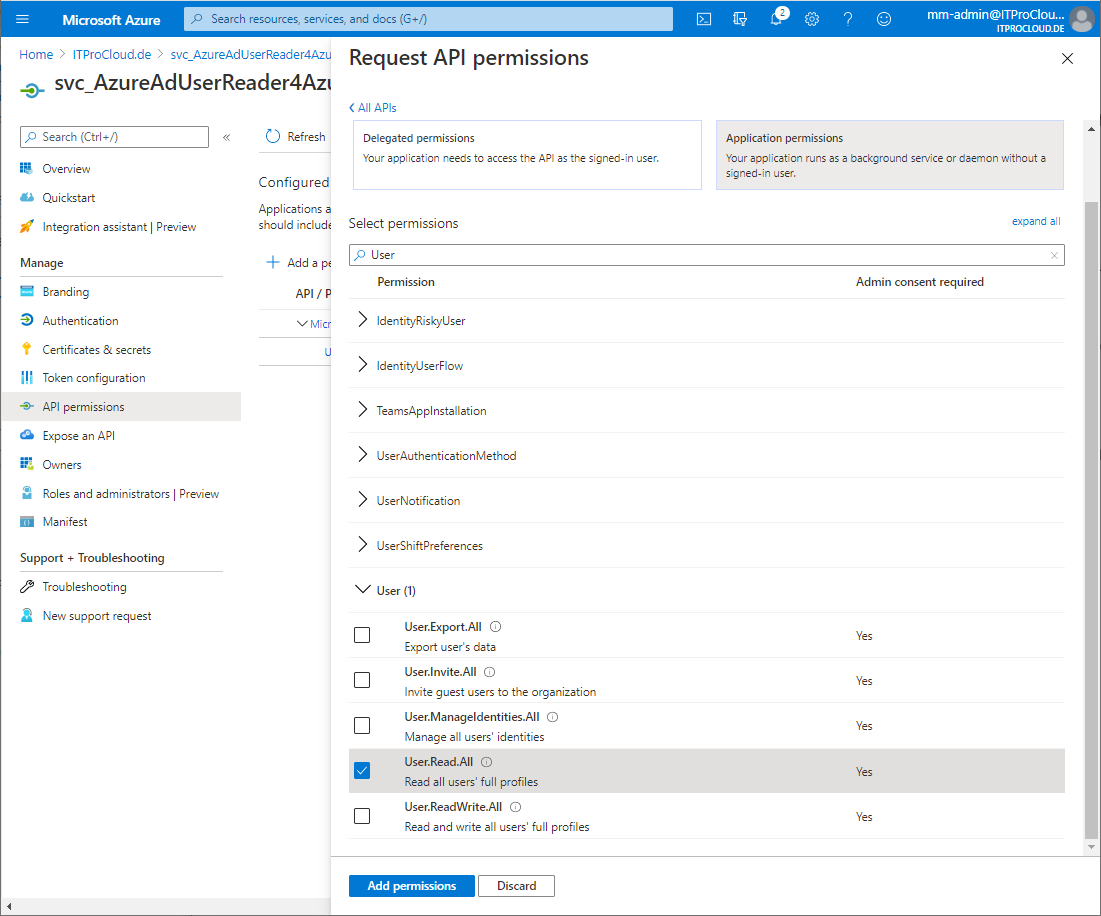 Microsoft Azure
Search resources, services, and docs (G+/)
2
mm-admin@ITProClou...
ITPROCLOUD.DE
Home > ITProCloud.de > svc_AzureAdUserReader4Azu
svc_AzureAdUserReader4Azu
Search (Ctrl+/)
«
Overview
Quickstart
Integration assistant | Preview
Manage
Branding
Authentication
Certificates & secrets
Token configuration
API permissions
Expose an API
Owners
Roles and administrators | Preview
Manifest
Support + Troubleshooting
Troubleshooting
New support request
Refresh
Configured
Applications a
should include
Add a pe
API / P
Micr
U
Request API permissions
All APIs
Delegated permissions
Your application needs to access the API as the signed-in user.
Application permissions
Your application runs as a background service or daemon without a
signed-in user.
Select permissions
expand all
User
Permission
Admin consent required
IdentityRiskyUser
IdentityUserFlow
TeamsAppInstallation
UserAuthenticationMethod
UserNotification
UserShiftPreferences
User (1)
User.Export.All
Export user's data
Yes
User.Invite.All
Invite guest users to the organization
Yes
User.ManageIdentities.All
Manage all users' identities
Yes
User.Read.All
Read all users' full profiles
Yes
User.ReadWrite.All
Read and write all users' full profiles
Yes
Add permissions
Discard